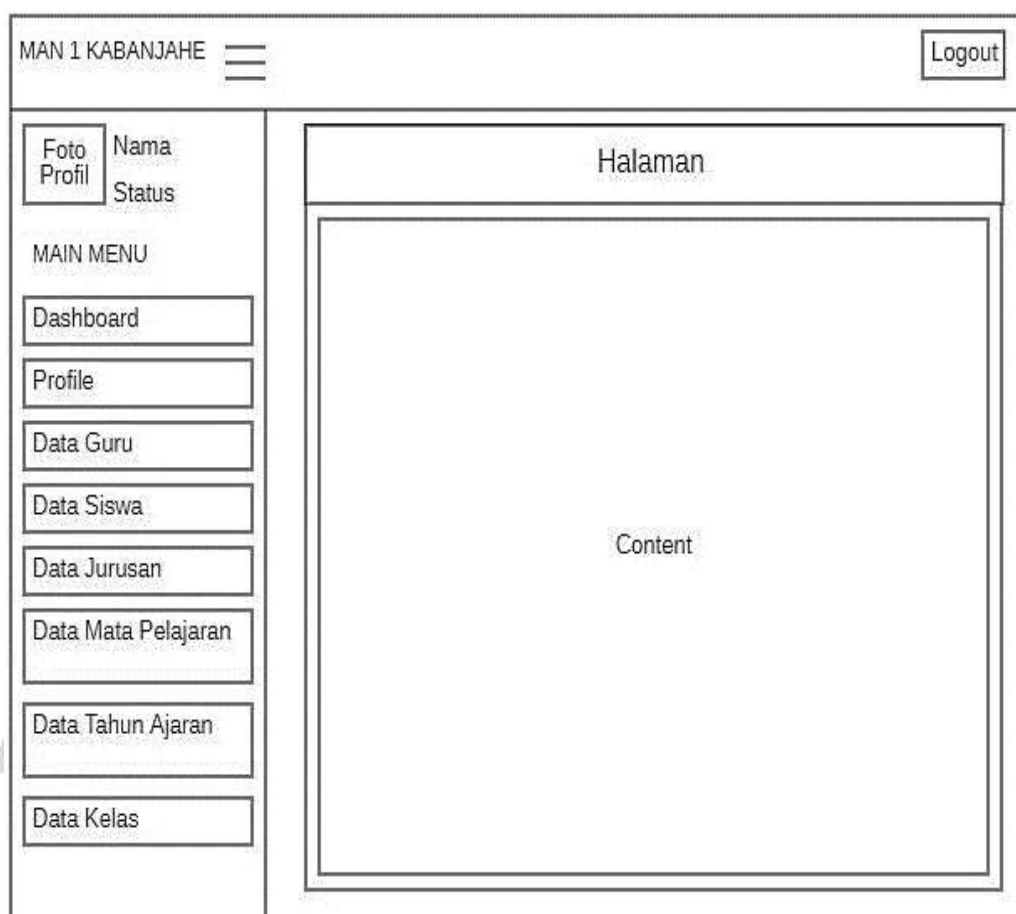 MAN 1 KABANJAHE
Logout
Foto
Profil
Nama
Status
MAIN MENU
Dashboard
Profile
Data Guru
Data Siswa
Data Jurusan
Data Mata Pelajaran
Data Tahun Ajaran
Data Kelas
Halaman
Content